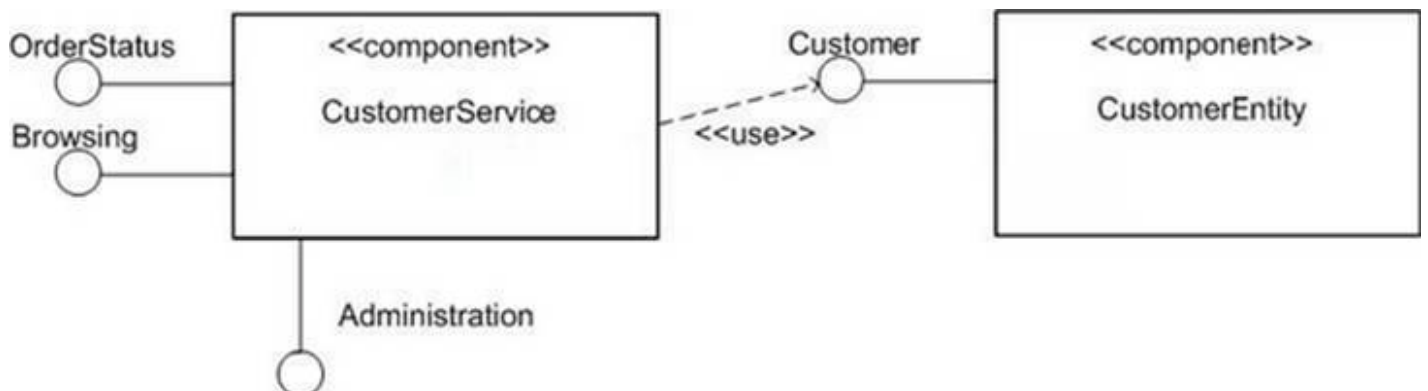 OrderStatus
<<component>>
Customer
<<component>>
CustomerService
CustomerEntity
Browsing
<<use>>
Administration